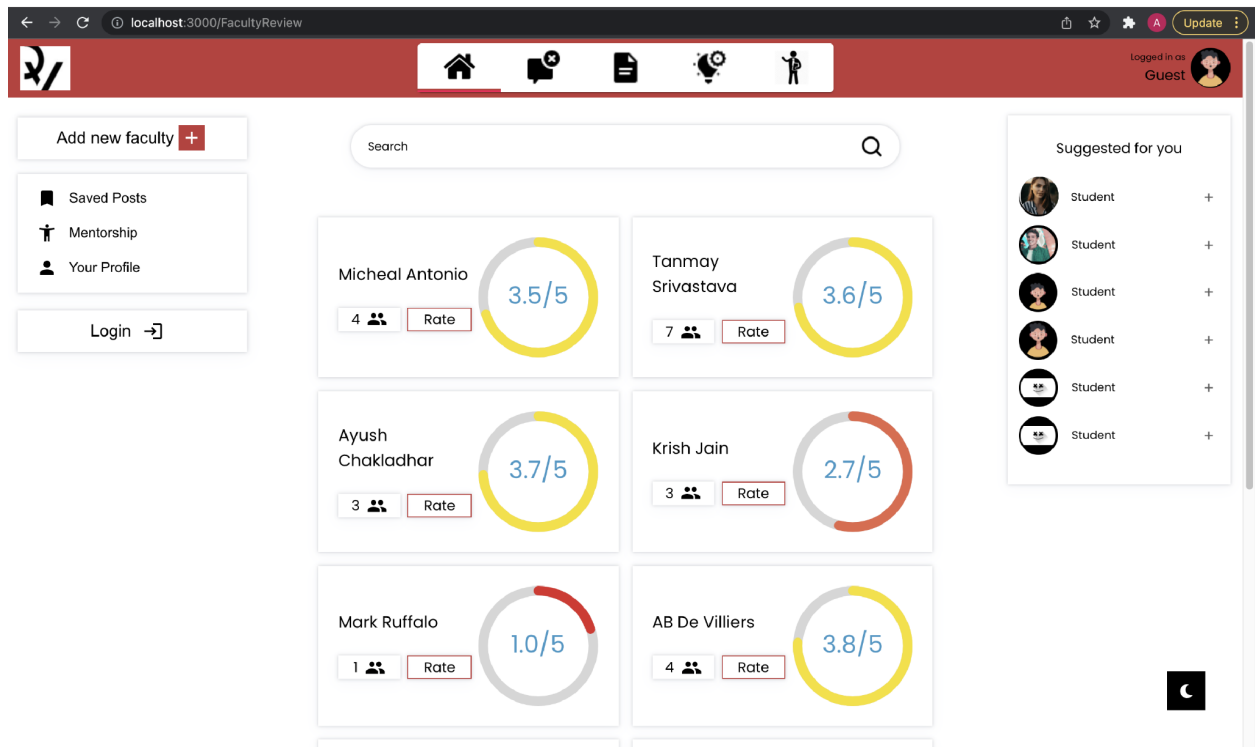 localhost:3000/FacultyReview
A
Update
Logged in as
Guest
Add new faculty +
Saved Posts
Mentorship
Your Profile
Login
Search
Micheal Antonio
4
Rate
3.5/5
Tanmay
Srivastava
7
Rate
3.6/5
Ayush
Chakladhar
3
Rate
3.7/5
Krish Jain
3
Rate
2.7/5
Mark Ruffalo
1
Rate
1.0/5
AB De Villiers
4
Rate
3.8/5
Suggested for you
Student +
Student +
Student +
Student +
Student +
Student +